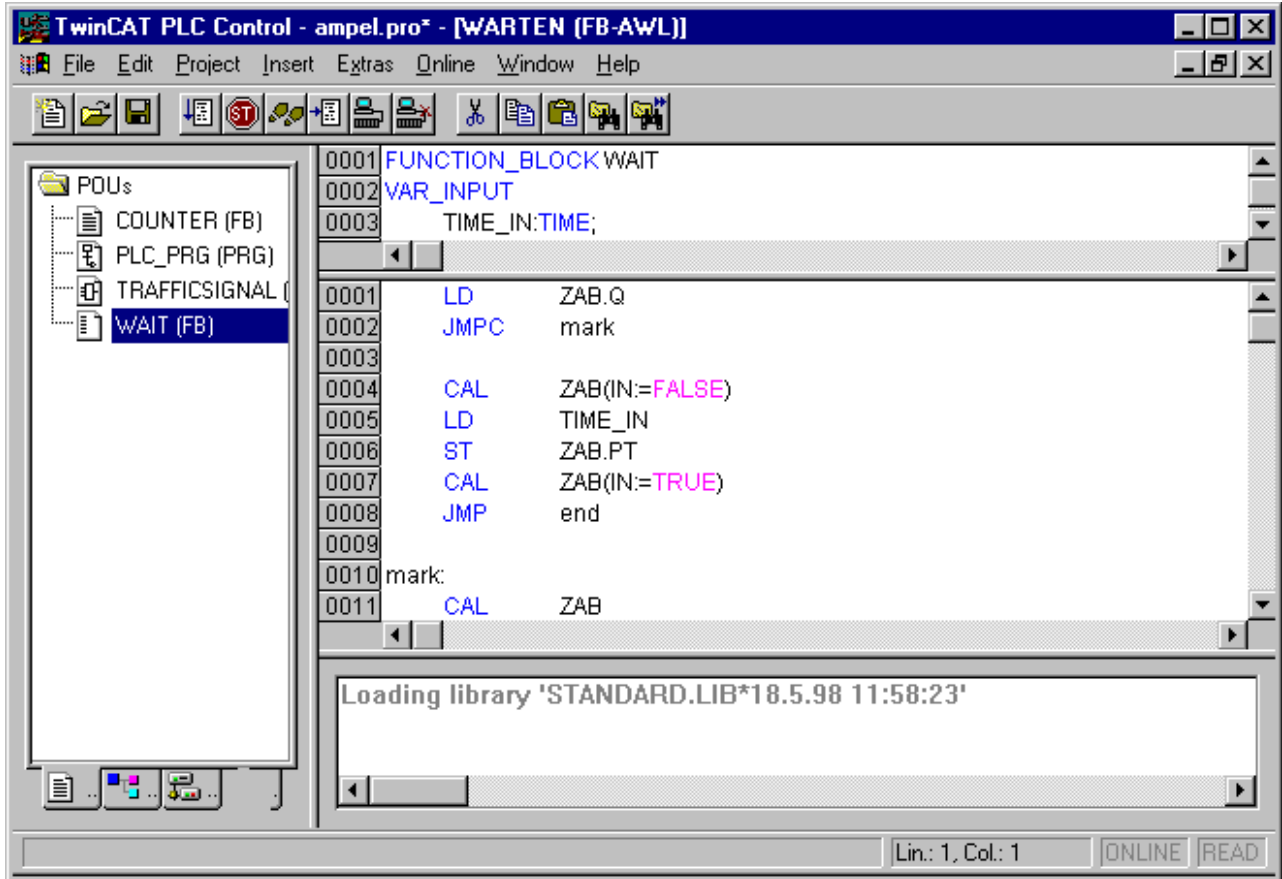 TwinCAT PLC Control - ampel.pro* - [WARTEN (FB-AWL)]
File Edit Project Insert Extras Online Window Help
ST
POUs
COUNTER (FB)
PLC_PRG (PRG)
TRAFFICSIGNAL (
WAIT (FB)
0001 FUNCTION_BLOCK WAIT
0002 VAR_INPUT
0003 TIME_IN:TIME;
0001 LD ZAB.Q
0002 JMPC mark
0003
0004 CAL ZAB(IN:=FALSE)
0005 LD TIME_IN
0006 ST ZAB.PT
0007 CAL ZAB(IN:=TRUE)
0008 JMP end
0009
0010 mark:
0011 CAL ZAB
Loading library 'STANDARD.LIB*18.5.98 11:58:23'
.. .. .. .
Lin.: 1, Col.: 1 ONLINE READ